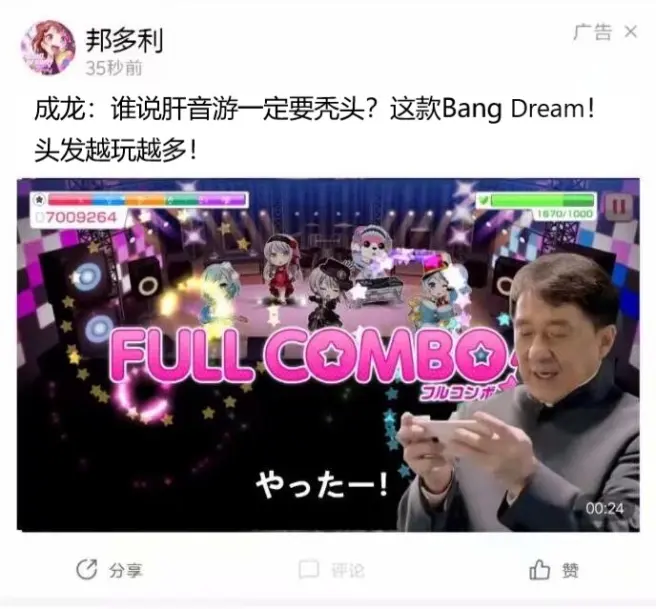 邦多利
35秒前
广告
成龙：谁说肝音游一定要秃头？这款Bang Dream！
头发越玩越多！
07009264
1670/1000
FULL COMBO
フルコンボ
やったー!
00:24
分享
评论
赞